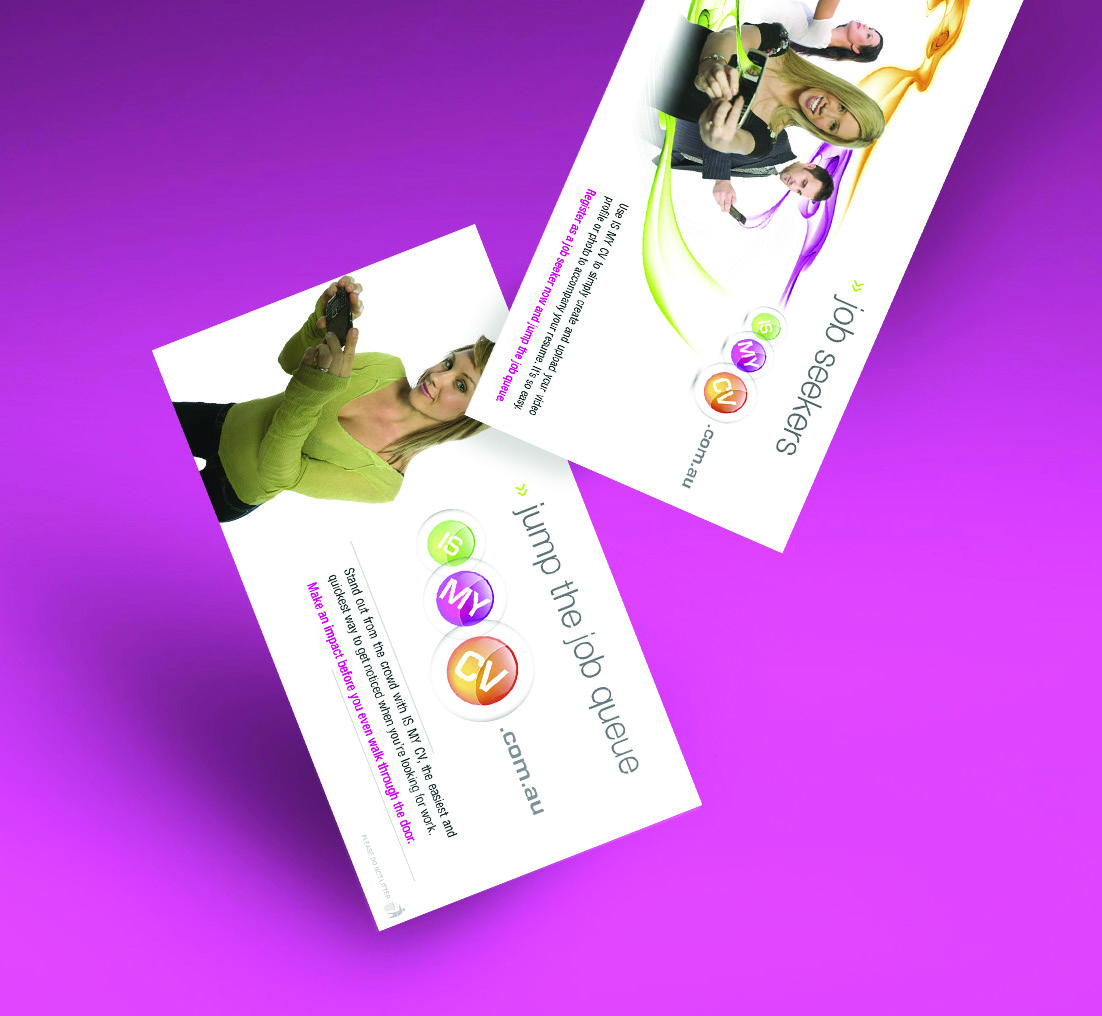 » job seekers
IS MY CV .com.au
Use IS MY CV to simply create and upload your video
profile or photo to accompany your resume. It's so easy.
Register as a job seeker now and jump the job queue.
» jump the job queue
IS MY CV .com.au
Stand out from the crowd with IS MY CV, the easiest and
quickest way to get noticed when you're looking for work.
Make an impact before you even walk through the door.
PLEASE DO NOT LITTER